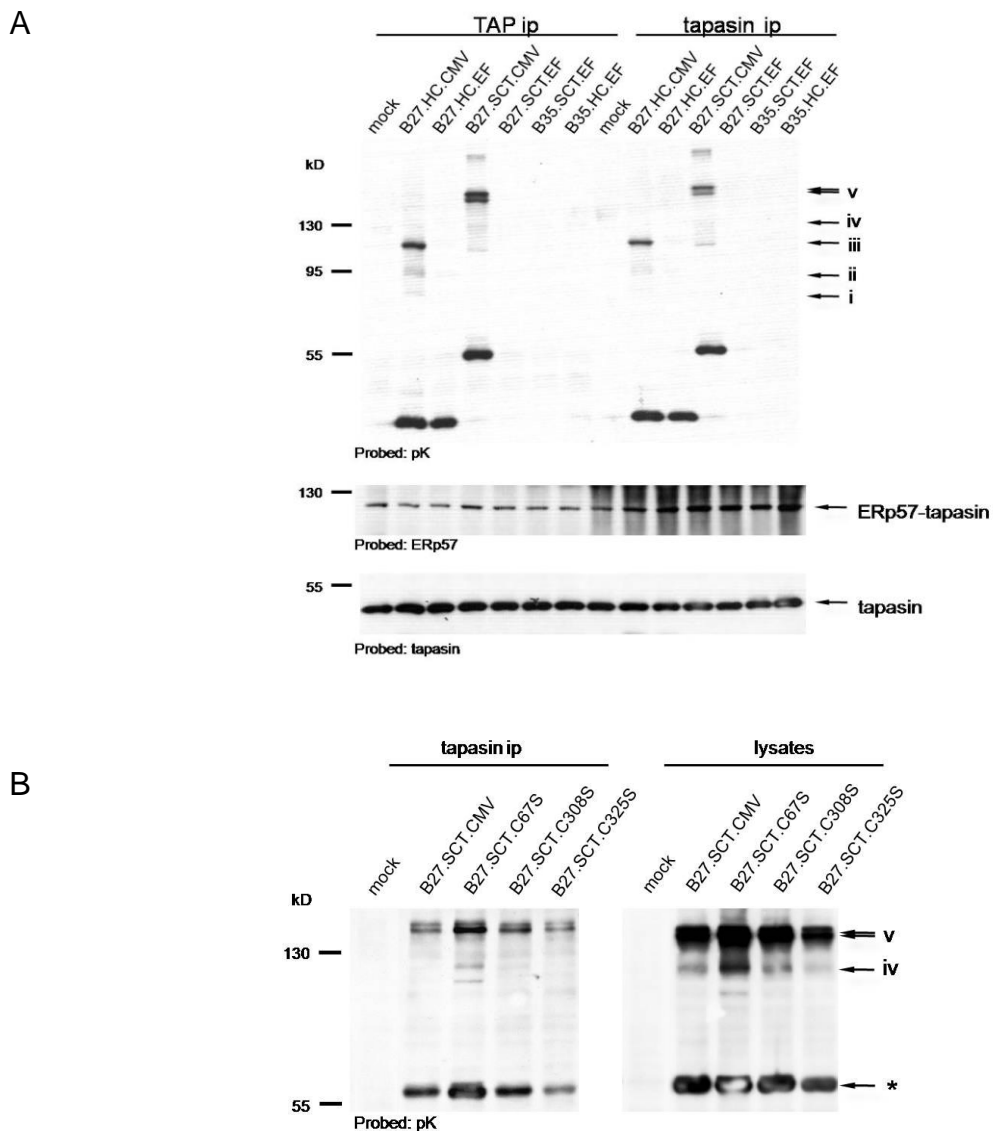 A
TAP ip
tapasin ip
mock
B27.HC.CMV
B27.HC.EF
B27.SCT.CMV
B27.SCT.EF
B35.SCT.EF
B35.HC.EF
mock
B27.HC.CMV
B27.HC.EF
B27.SCT.CMV
B27.SCT.EF
B35.SCT.EF
B35.HC.EF
kD
130
95
55
v
iv
iii
ii
i
Probed: pK
130
ERp57-tapasin
Probed: ERp57
55
tapasin
Probed: tapasin
B
tapasin ip
lysates
mock
B27.SCT.CMV
B27.SCT.C67S
B27.SCT.C308S
B27.SCT.C325S
mock
B27.SCT.CMV
B27.SCT.C67S
B27.SCT.C308S
B27.SCT.C325S
kD
130
55
v
iv
*
Probed: pK